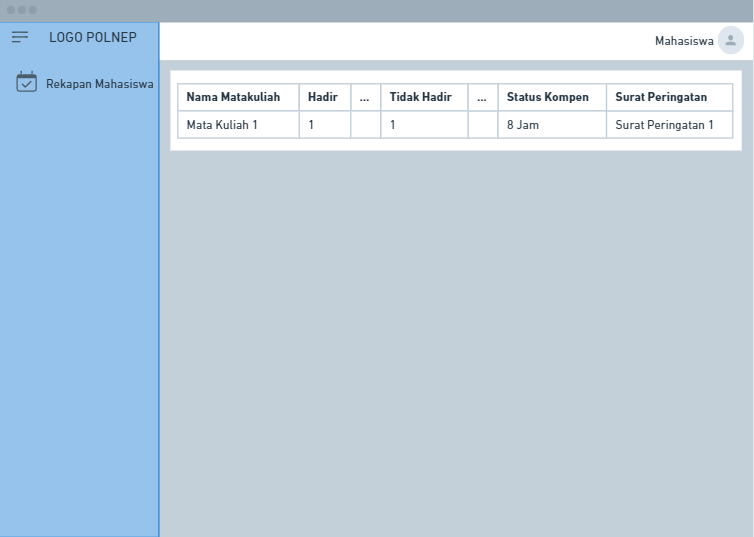 LOGO POLNEP
Mahasiswa
Rekapan Mahasiswa
Nama Matakuliah Hadir ... Tidak Hadir ... Status Kompen Surat Peringatan
Mata Kuliah 1 1 1 8 Jam Surat Peringatan 1